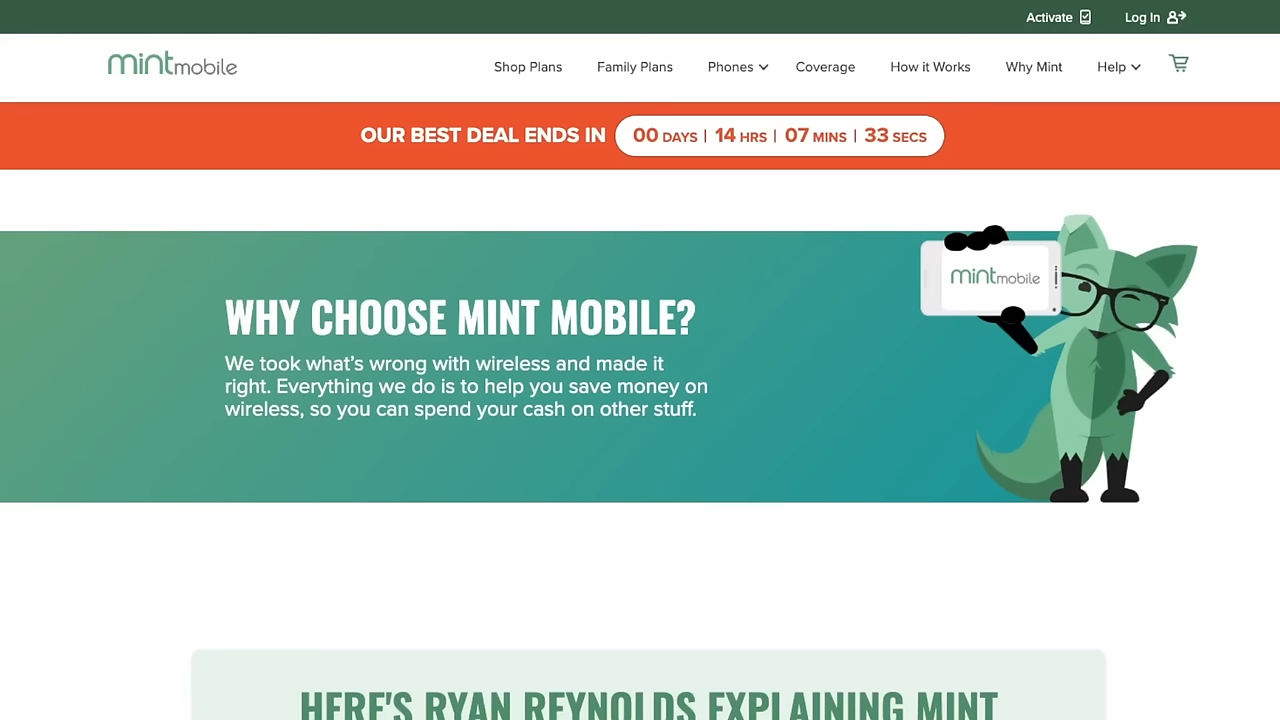 Activate
Log In
mintmobile
Shop Plans Family Plans Phones Coverage How it Works Why Mint Help
OUR BEST DEAL ENDS IN 00 DAYS | 14 HRS | 07 MINS | 33 SECS
mintmobile
WHY CHOOSE MINT MOBILE?
We took what's wrong with wireless and made it
right. Everything we do is to help you save money on
wireless, so you can spend your cash on other stuff.
HERE'S RYAN REYNOLDS EXPLAINING MINT